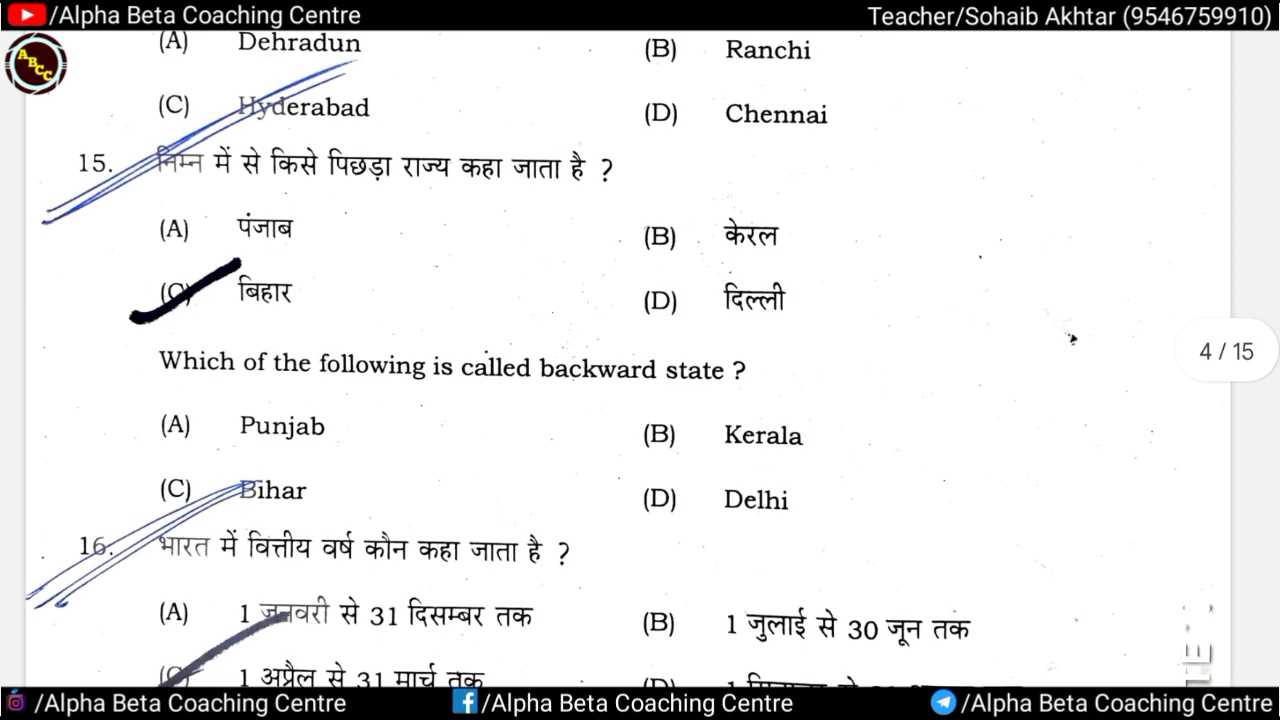 /Alpha Beta Coaching Centre Teacher/Sohaib Akhtar (9546759910)
ABCC
(A) Dehradun (B) Ranchi
(C) Hyderabad (D) Chennai
15. निम्न में से किसे पिछड़ा राज्य कहा जाता है ?
(A) पंजाब (B) केरल
(C) बिहार (D) दिल्ली
Which of the following is called backward state ?
(A) Punjab (B) Kerala
(C) Bihar (D) Delhi
4 / 15
16. भारत में वित्तीय वर्ष कौन कहा जाता है ?
(A) 1 जनवरी से 31 दिसम्बर तक (B) 1 जुलाई से 30 जून तक
(C) 1 अप्रैल से 31 मार्च तक (D)
/Alpha Beta Coaching Centre /Alpha Beta Coaching Centre /Alpha Beta Coaching Centre